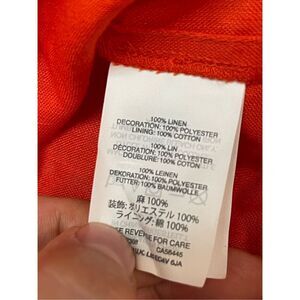 100% LINEN
DECORATION: 100% POLYESTER
LINING: 100% COTTON
100% LIN
DÉCORATION: 100% POLYESTER
DOUBLURE: 100% COTON
100% LEINEN
DEKORATION: 100% POLYESTER
FUTTER: 100% BAUMWOLLE
麻 100%
装飾: ポリエステル 100%
ライニング: 綿 100%
SEE REVERSE FOR CARE
CA56445
6JA